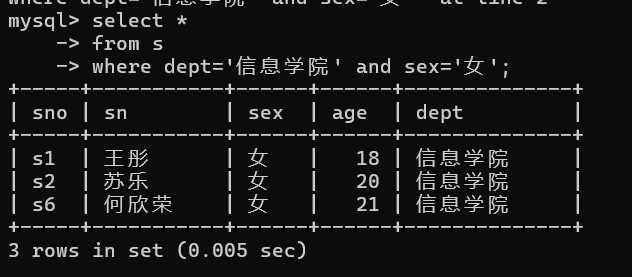 where dept='信息学院' and sex='女' at line 2
mysql> select *
    -> from s
    -> where dept='信息学院' and sex='女';
+-----+-----------+------+------+--------------+
| sno | sn        | sex  | age  | dept         |
+-----+-----------+------+------+--------------+
| s1  | 王彤      | 女   |   18 | 信息学院     |
| s2  | 苏乐      | 女   |   20 | 信息学院     |
| s6  | 何欣荣    | 女   |   21 | 信息学院     |
+-----+-----------+------+------+--------------+
3 rows in set (0.005 sec)